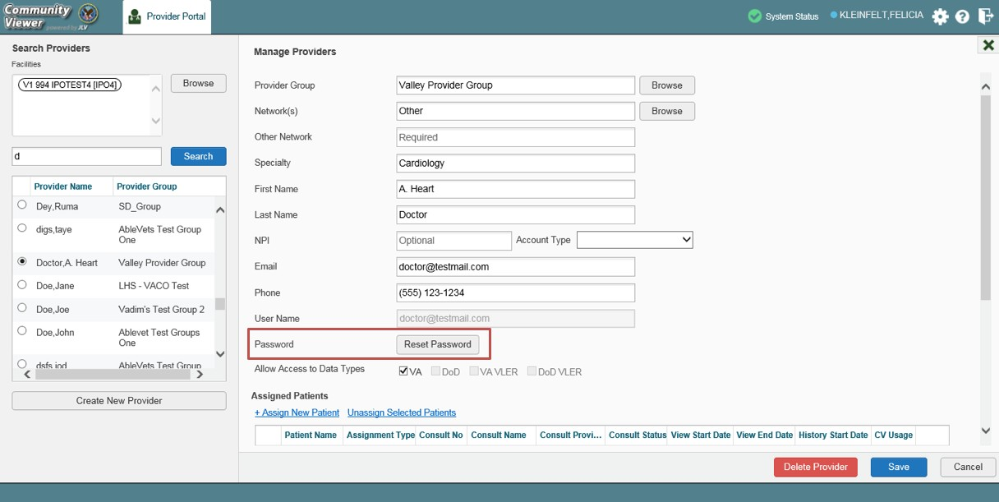 Community
Viewer powered by JLV
Provider Portal
System Status
KLEINFELT,FELICIA
Search Providers
Facilities
V1 994 IPOTEST4 [IPO4]
Browse
d
Search
Provider Name Provider Group
Dey,Ruma SD_Group
digs,taye AbleVets Test Group
One
Doctor,A. Heart Valley Provider Group
Doe,Jane LHS - VACO Test
Doe,Joe Vadim's Test Group 2
Doe,John Ablevet Test Groups
One
dsfs,iod AbleVets Test Group
Create New Provider
Manage Providers
Provider Group Valley Provider Group Browse
Network(s) Other Browse
Other Network Required
Specialty Cardiology
First Name A. Heart
Last Name Doctor
NPI Optional Account Type
Email doctor@testmail.com
Phone (555) 123-1234
User Name doctor@testmail.com
Password Reset Password
Allow Access to Data Types VA DoD VA VLER DoD VLER
Assigned Patients
+ Assign New Patient Unassign Selected Patients
Patient Name Assignment Type Consult No Consult Name Consult Provi... Consult Status View Start Date View End Date History Start Date CV Usage
Delete Provider Save Cancel